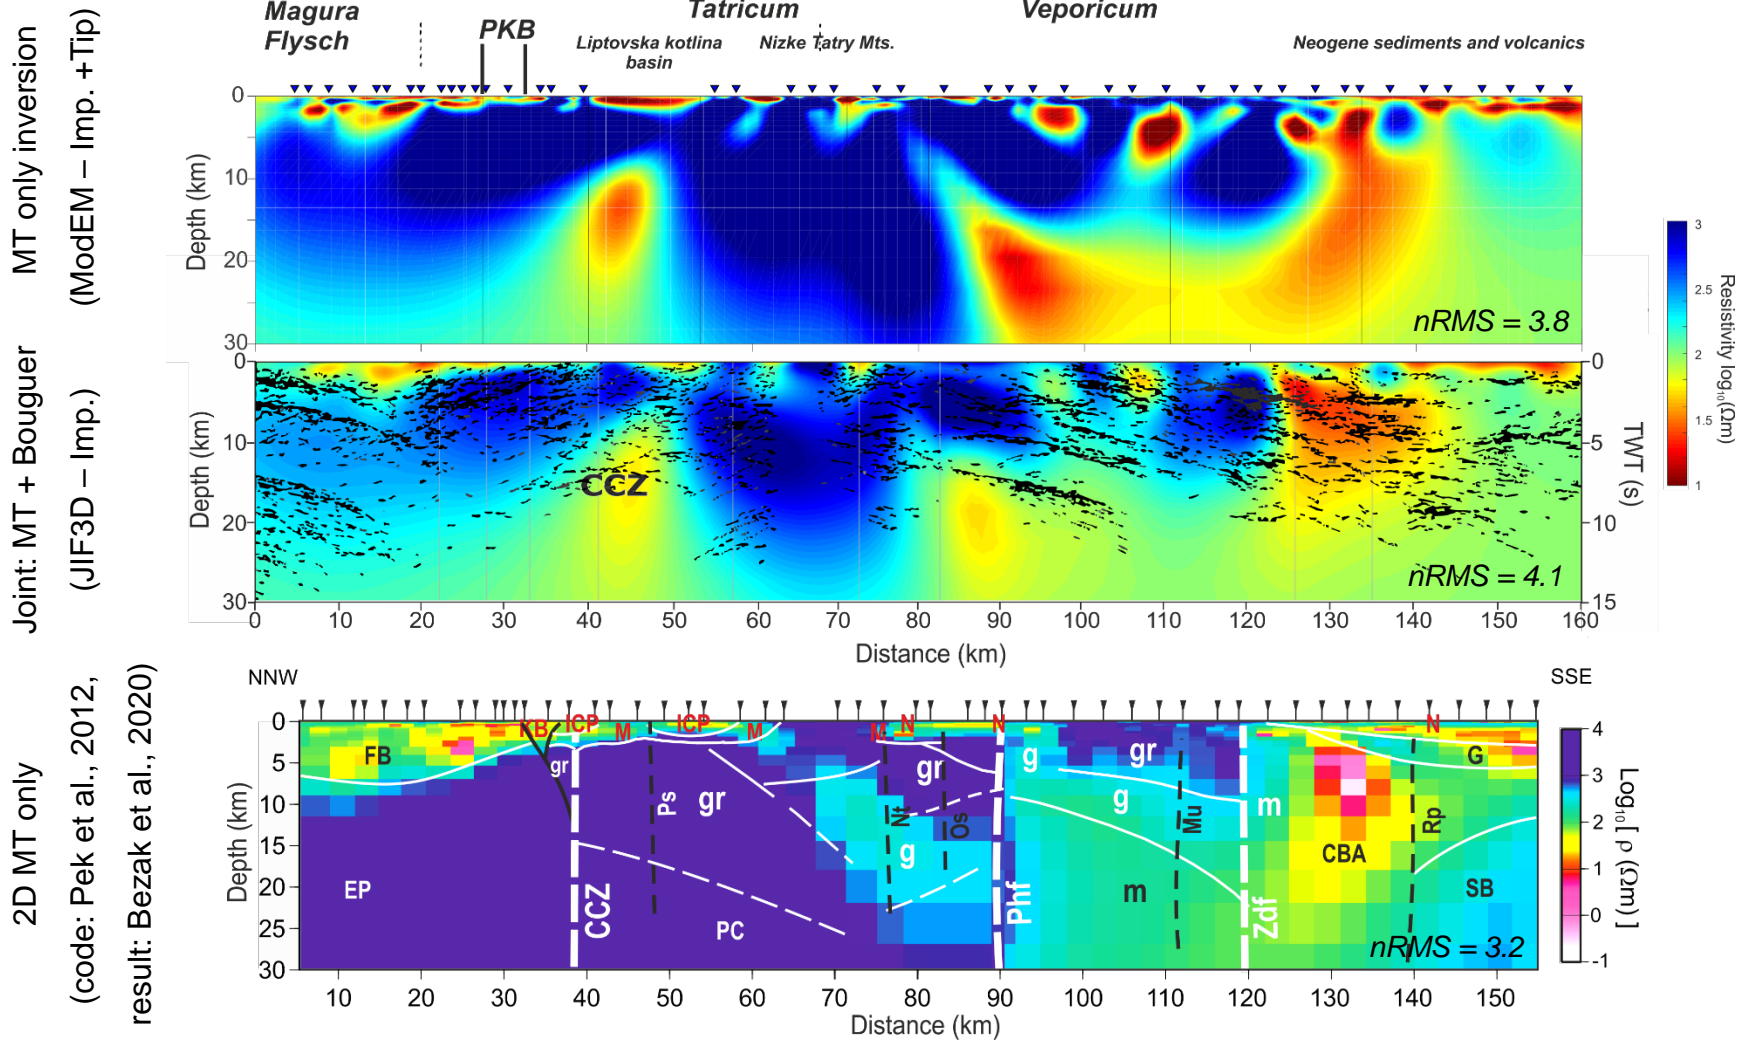 Magura
Flysch
PKB
Tatricum
Veporicum
Liptovska kotlina
basin
Nizke Tatry Mts.
Neogene sediments and volcanics
MT only inversion
(ModEM – Imp. +Tip)
Depth (km)
0
10
20
30
nRMS = 3.8
Joint: MT + Bouguer
(JIF3D – Imp.)
Depth (km)
0
10
20
30
CCZ
nRMS = 4.1
0
5
10
15
TWT (s)
0 10 20 30 40 50 60 70 80 90 100 110 120 130 140 150 160
Distance (km)
3
2.5
2
1.5
1
Resistivity log10(Ωm)
2D MT only
(code: Pek et al., 2012,
result: Bezak et al., 2020)
NNW
SSE
Depth (km)
0
5
10
15
20
25
30
KB ICP M ICP M M N N N
FB
gr
gr
gr
g
gr
G
Ps
Nt
Os
g
g
Mu
m
Rp
CBA
EP
CCZ
PC
Phf
m
Zdf
SB
nRMS = 3.2
10 20 30 40 50 60 70 80 90 100 110 120 130 140 150
Distance (km)
4
3
2
1
0
-1
Log10 [ ρ (Ωm) ]